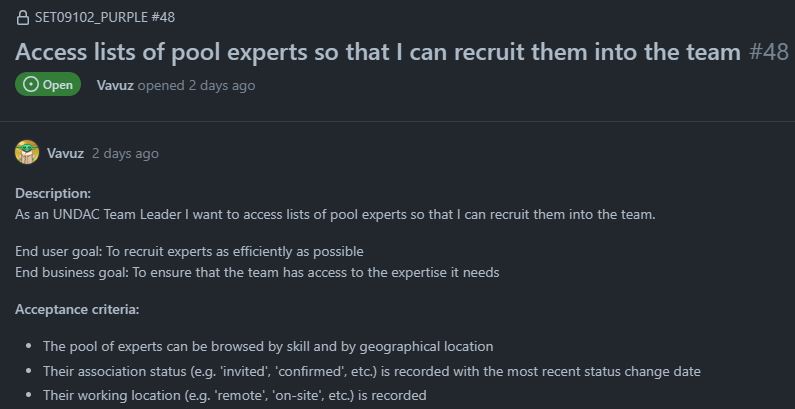 SET09102_PURPLE #48
Access lists of pool experts so that I can recruit them into the team #48
Open Vavuz opened 2 days ago
Vavuz 2 days ago
Description:
As an UNDAC Team Leader I want to access lists of pool experts so that I can recruit them into the team.
End user goal: To recruit experts as efficiently as possible
End business goal: To ensure that the team has access to the expertise it needs
Acceptance criteria:
• The pool of experts can be browsed by skill and by geographical location
• Their association status (e.g. 'invited', 'confirmed', etc.) is recorded with the most recent status change date
• Their working location (e.g. 'remote', 'on-site', etc.) is recorded